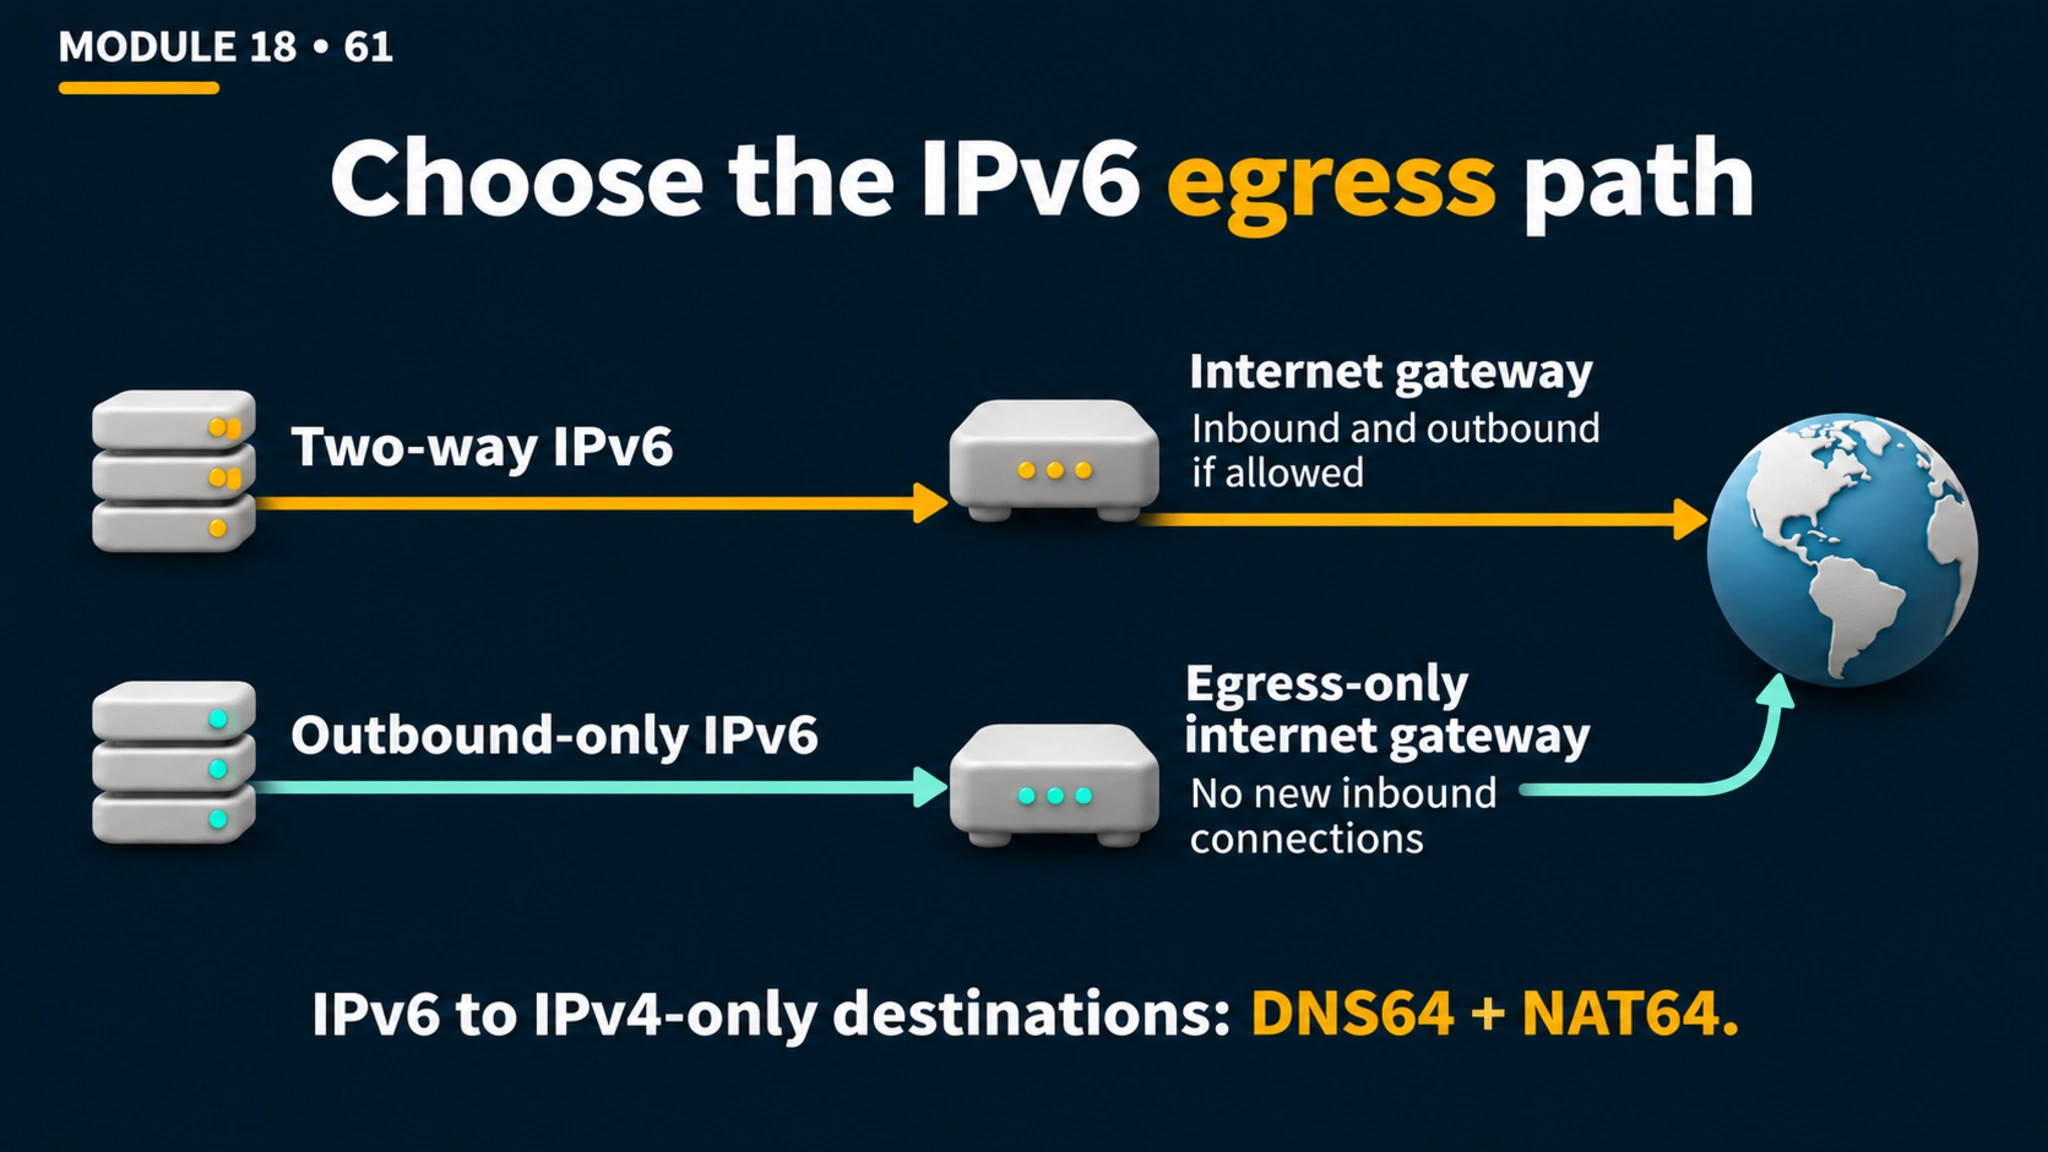 MODULE 18 • 61
Choose the IPv6 egress path
Two-way IPv6
Internet gateway
Inbound and outbound
if allowed
Outbound-only IPv6
Egress-only
internet gateway
No new inbound
connections
IPv6 to IPv4-only destinations: DNS64 + NAT64.